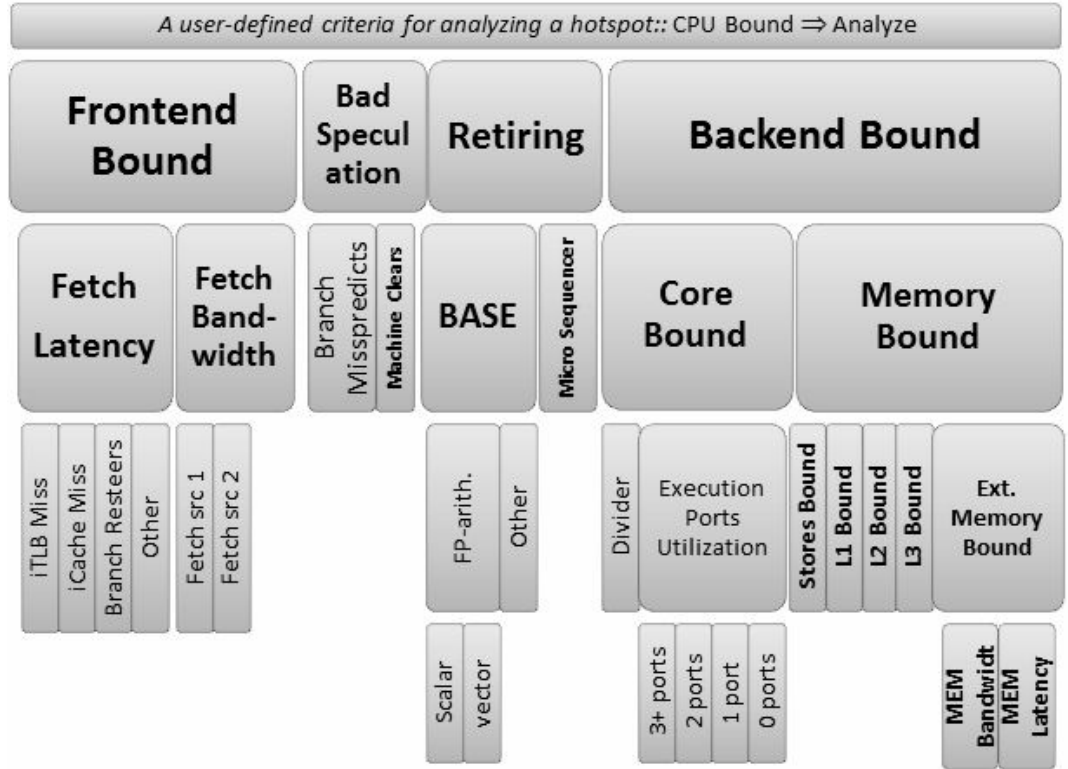 A user-defined criteria for analyzing a hotspot:: CPU Bound ⇒ Analyze
Frontend
Bound
Bad
Specul
ation
Retiring
Backend Bound
Fetch
Latency
Fetch
Band-
width
Branch
Misspredicts
Machine Clears
BASE
Micro Sequencer
Core
Bound
Memory
Bound
iTLB Miss
iCache Miss
Branch Resteers
Other
Fetch src 1
Fetch src 2
FP-arith.
Other
Divider
Execution
Ports
Utilization
Stores Bound
L1 Bound
L2 Bound
L3 Bound
Ext.
Memory
Bound
Scalar
vector
3+ ports
2 ports
1 port
0 ports
MEM
Bandwidt
MEM
Latency